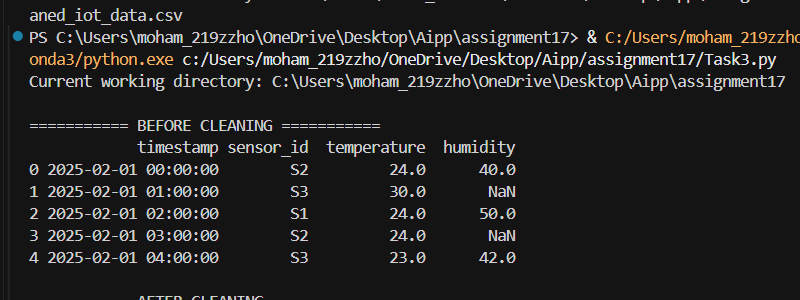 aned_iot_data.csv
PS C:\Users\moham_219zzho\OneDrive\Desktop\Aipp\assignment17> & C:/Users/moham_219zzho
onda3/python.exe c:/Users/moham_219zzho/OneDrive/Desktop/Aipp/assignment17/Task3.py
Current working directory: C:\Users\moham_219zzho\OneDrive\Desktop\Aipp\assignment17
=========== BEFORE CLEANING ===========
timestamp sensor_id temperature humidity
0 2025-02-01 00:00:00 S2 24.0 40.0
1 2025-02-01 01:00:00 S3 30.0 NaN
2 2025-02-01 02:00:00 S1 24.0 50.0
3 2025-02-01 03:00:00 S2 24.0 NaN
4 2025-02-01 04:00:00 S3 23.0 42.0
AFTER CLEANING